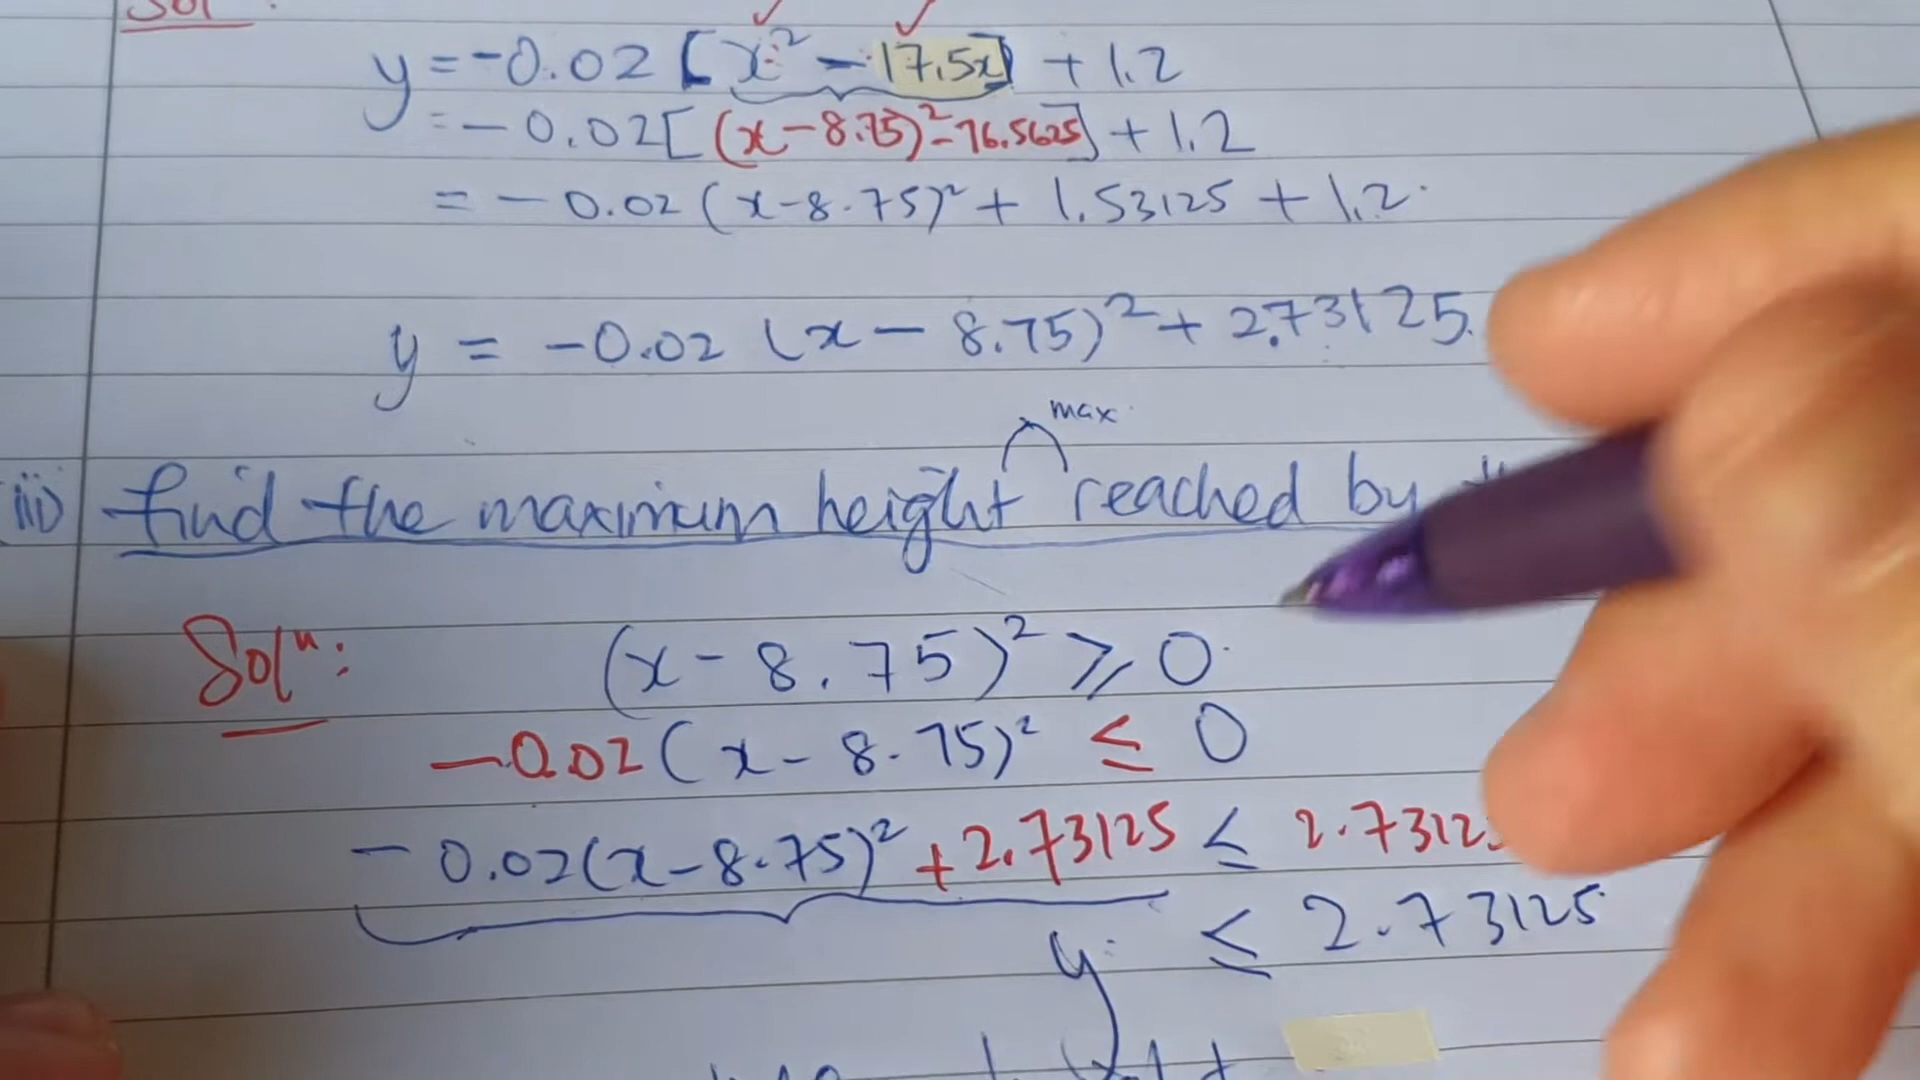 Sol
y = -0.02 [x² - 17.5x] + 1.2
= -0.02[(x-8.75)² - 76.5625] + 1.2
= -0.02 (x-8.75)² + 1.53125 + 1.2
y = -0.02 (x - 8.75)² + 2.73125
max
iii) find the maximum height reached by
Solⁿ: (x - 8.75)² ⩾ 0
-0.02 (x - 8.75)² ≤ 0
-0.02(x-8.75)² + 2.73125 ≤ 2.7312
y ≤ 2.73125